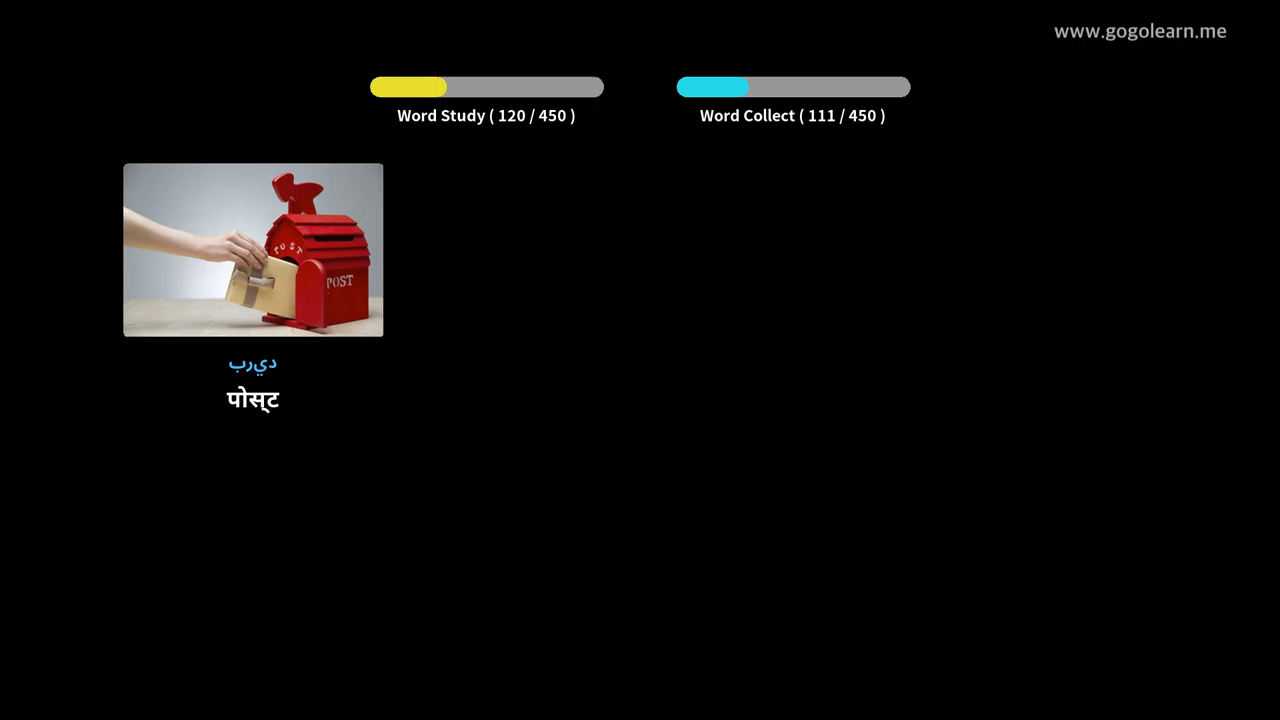 www.gogolearn.me
Word Study ( 120 / 450 )
Word Collect ( 111 / 450 )
POST
POST
بريد
पोस्ट